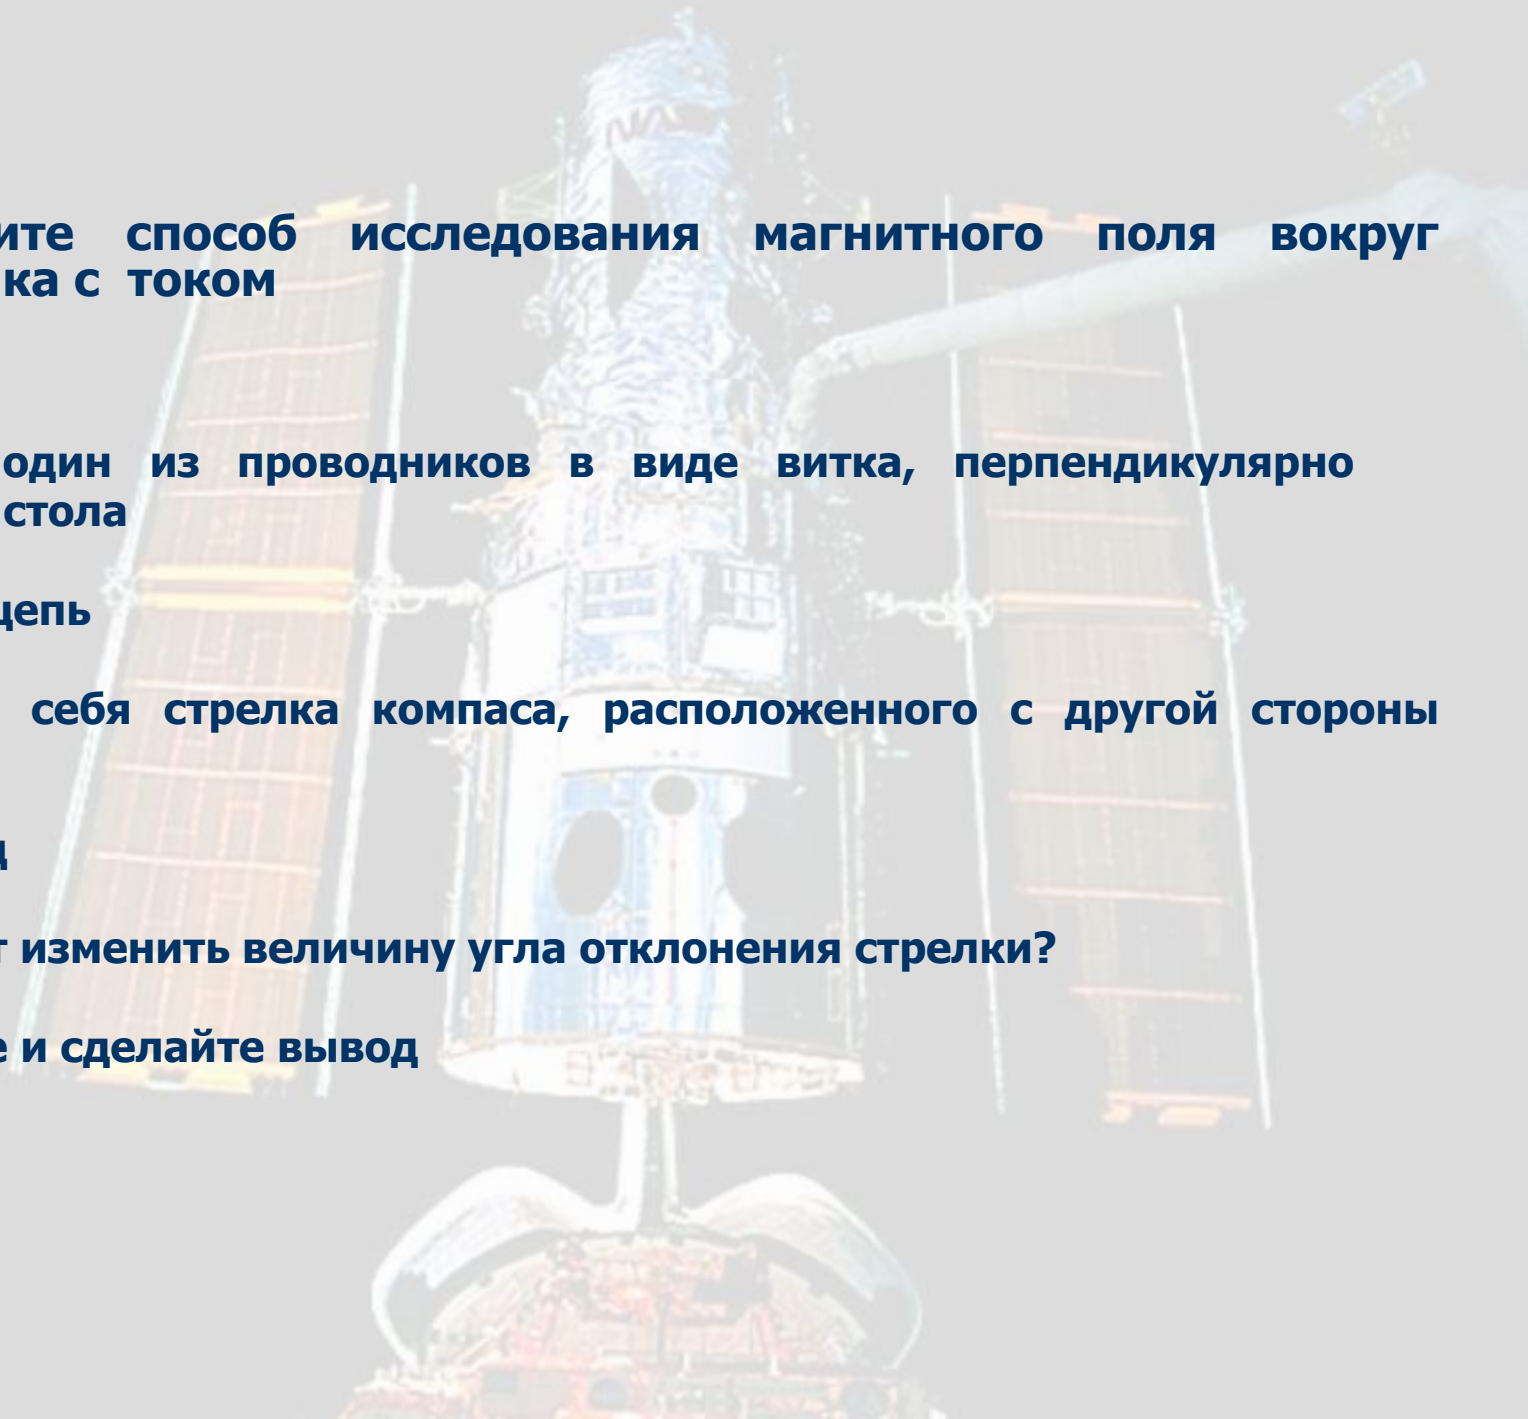 ите способ исследования магнитного поля вокруг
ка с током
один из проводников в виде витка, перпендикулярно
стола
цепь
себя стрелка компаса, расположенного с другой стороны
изменить величину угла отклонения стрелки?
е и сделайте вывод